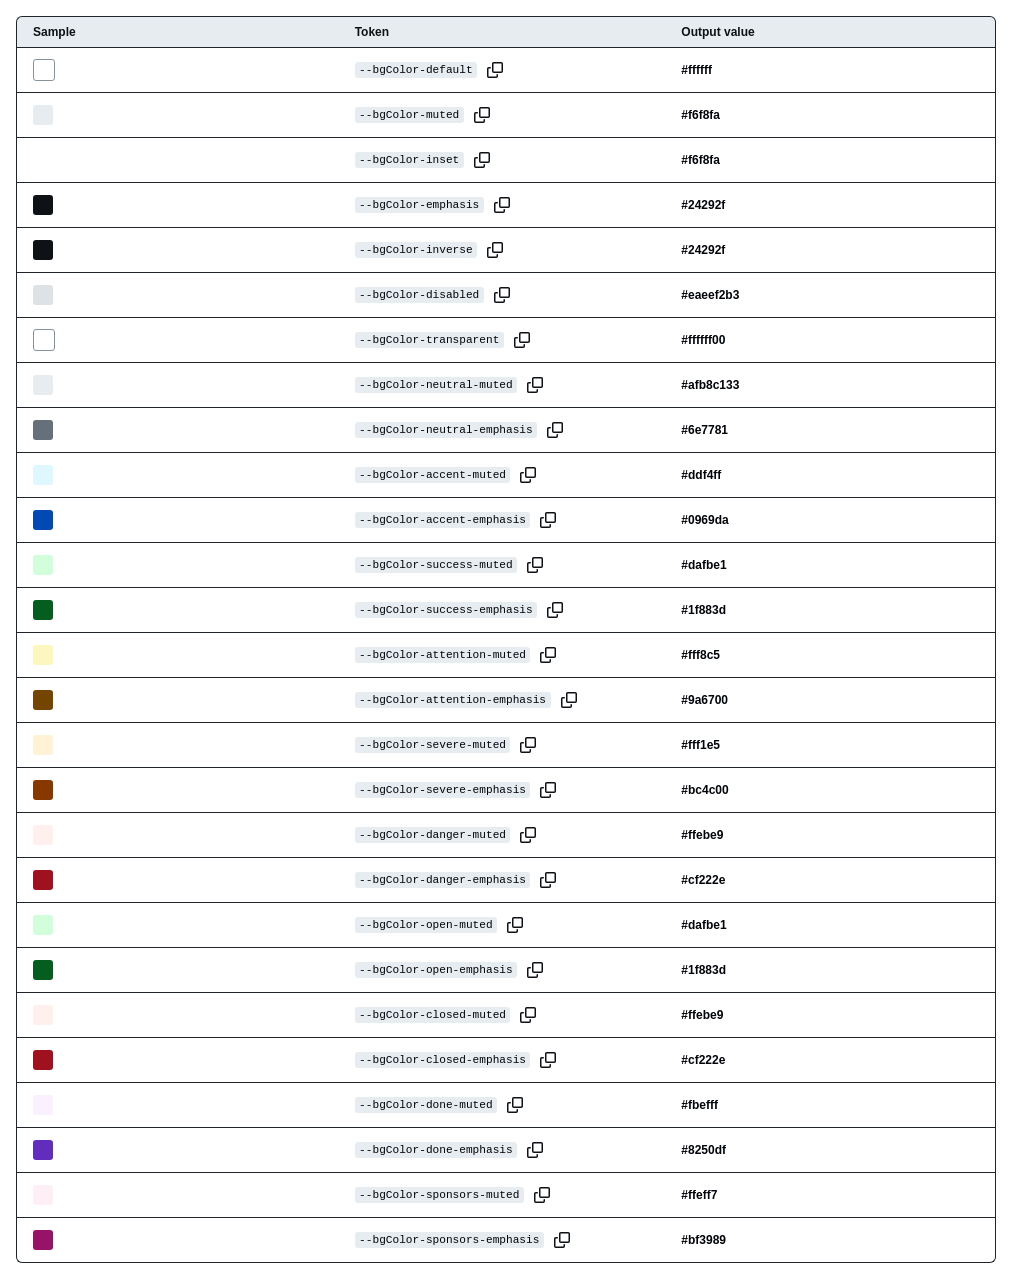 Sample Token Output value
--bgColor-default #ffffff
--bgColor-muted #f6f8fa
--bgColor-inset #f6f8fa
--bgColor-emphasis #24292f
--bgColor-inverse #24292f
--bgColor-disabled #eaeef2b3
--bgColor-transparent #ffffff00
--bgColor-neutral-muted #afb8c133
--bgColor-neutral-emphasis #6e7781
--bgColor-accent-muted #ddf4ff
--bgColor-accent-emphasis #0969da
--bgColor-success-muted #dafbe1
--bgColor-success-emphasis #1f883d
--bgColor-attention-muted #fff8c5
--bgColor-attention-emphasis #9a6700
--bgColor-severe-muted #fff1e5
--bgColor-severe-emphasis #bc4c00
--bgColor-danger-muted #ffebe9
--bgColor-danger-emphasis #cf222e
--bgColor-open-muted #dafbe1
--bgColor-open-emphasis #1f883d
--bgColor-closed-muted #ffebe9
--bgColor-closed-emphasis #cf222e
--bgColor-done-muted #fbefff
--bgColor-done-emphasis #8250df
--bgColor-sponsors-muted #ffeff7
--bgColor-sponsors-emphasis #bf3989